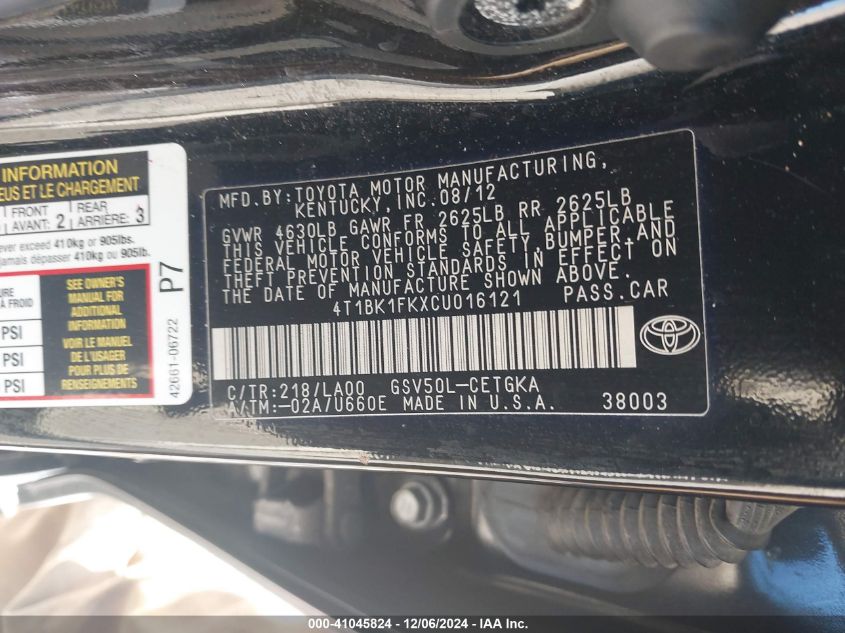 INFORMATION
EUS ET LE CHARGEMENT
FRONT
AVANT: 2
REAR
ARRIÈRE: 3
ever exceed 410kg or 905lbs.
jamais dépasser 410kg ou 905lb.
À FROID
PSI
PSI
PSI
SEE OWNER'S
MANUAL FOR
ADDITIONAL
INFORMATION
VOIR LE MANUEL
DE L'USAGER
POUR PLUS DE
RENSEIGNEMENTS
P7
42661-06722
MFD.BY:TOYOTA MOTOR MANUFACTURING,
KENTUCKY,INC.08/12
GVWR 4630LB GAWR FR 2625LB RR 2625LB
THIS VEHICLE CONFORMS TO ALL APPLICABLE
FEDERAL MOTOR VEHICLE SAFETY,BUMPER,AND
THEFT PREVENTION STANDARDS IN EFFECT ON
THE DATE OF MANUFACTURE SHOWN ABOVE.
4T1BK1FKXCU016121 PASS.CAR
C/TR:218/LA00 GSV50L-CETGKA
A/TM:-02A/U660E MADE IN U.S.A. 38003
000-41045824 - 12/06/2024 - IAA Inc.